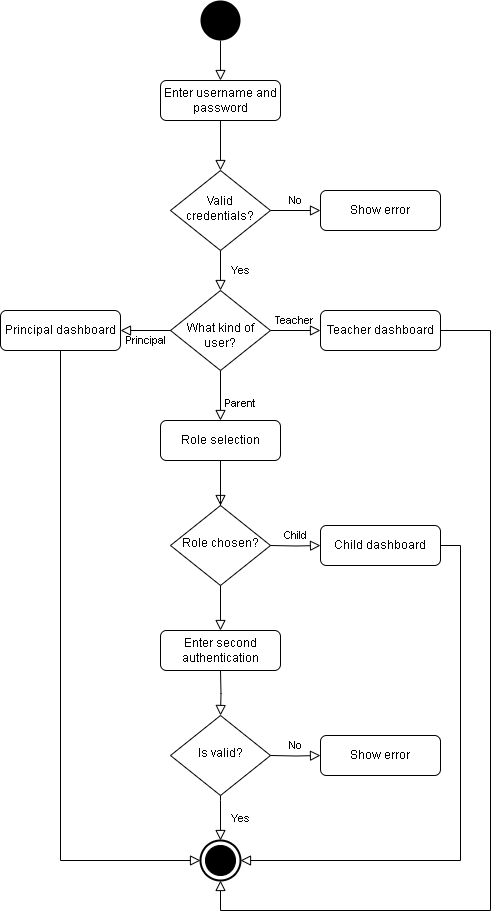 Enter username and
password
Valid
credentials?
No
Show error
Yes
Principal dashboard
Principal
What kind of
user?
Teacher
Teacher dashboard
Parent
Role selection
Role chosen?
Child
Child dashboard
Enter second
authentication
Is valid?
No
Show error
Yes